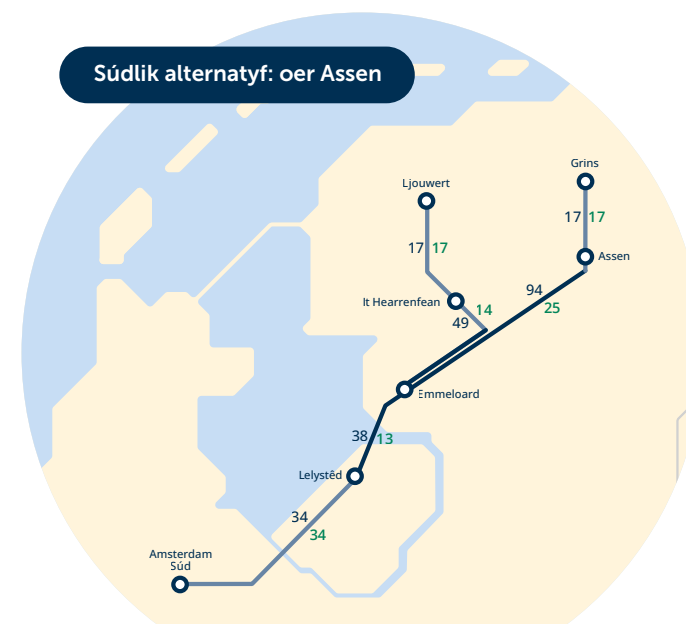 Súdlik alternatyf: oer Assen
Grins
Ljouwert
17 17
17 17
Assen
94
It Hearrenfean
14
25
49
Emmeloard
38 13
Lelystêd
34
34
Amsterdam
Súd